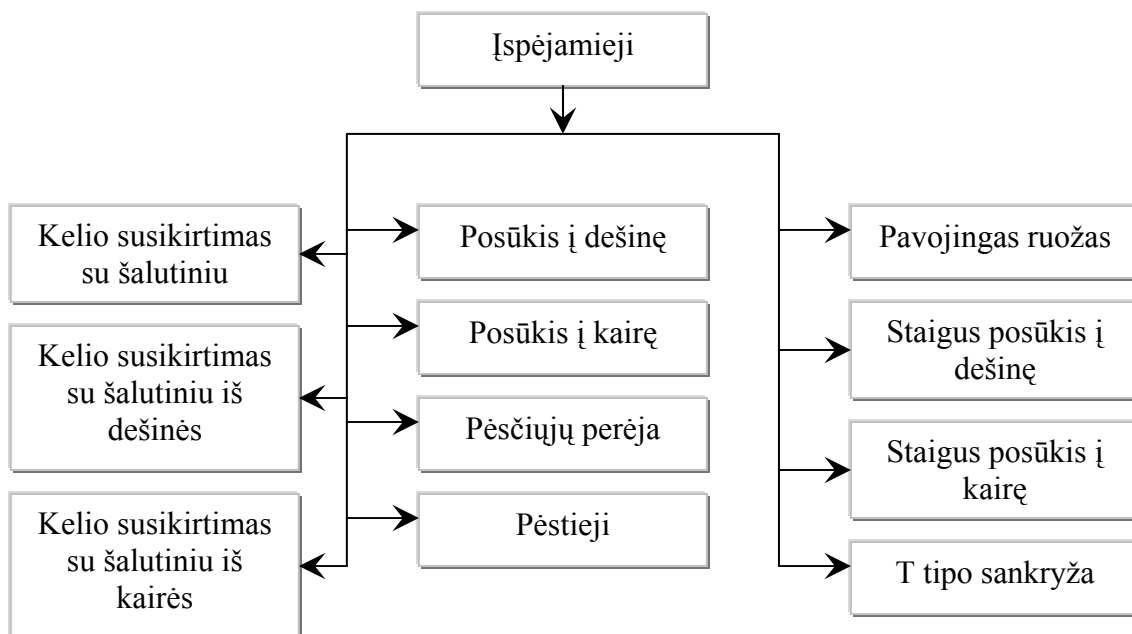 Įspėjamieji
Kelio susikirtimas
su šalutiniu
Kelio susikirtimas
su šalutiniu iš
dešinės
Kelio susikirtimas
su šalutiniu iš
kairės
Posūkis į dešinę
Posūkis į kairę
Pėsčiųjų perėja
Pėstieji
Pavojingas ruožas
Staigus posūkis į
dešinę
Staigus posūkis į
kairę
T tipo sankryža